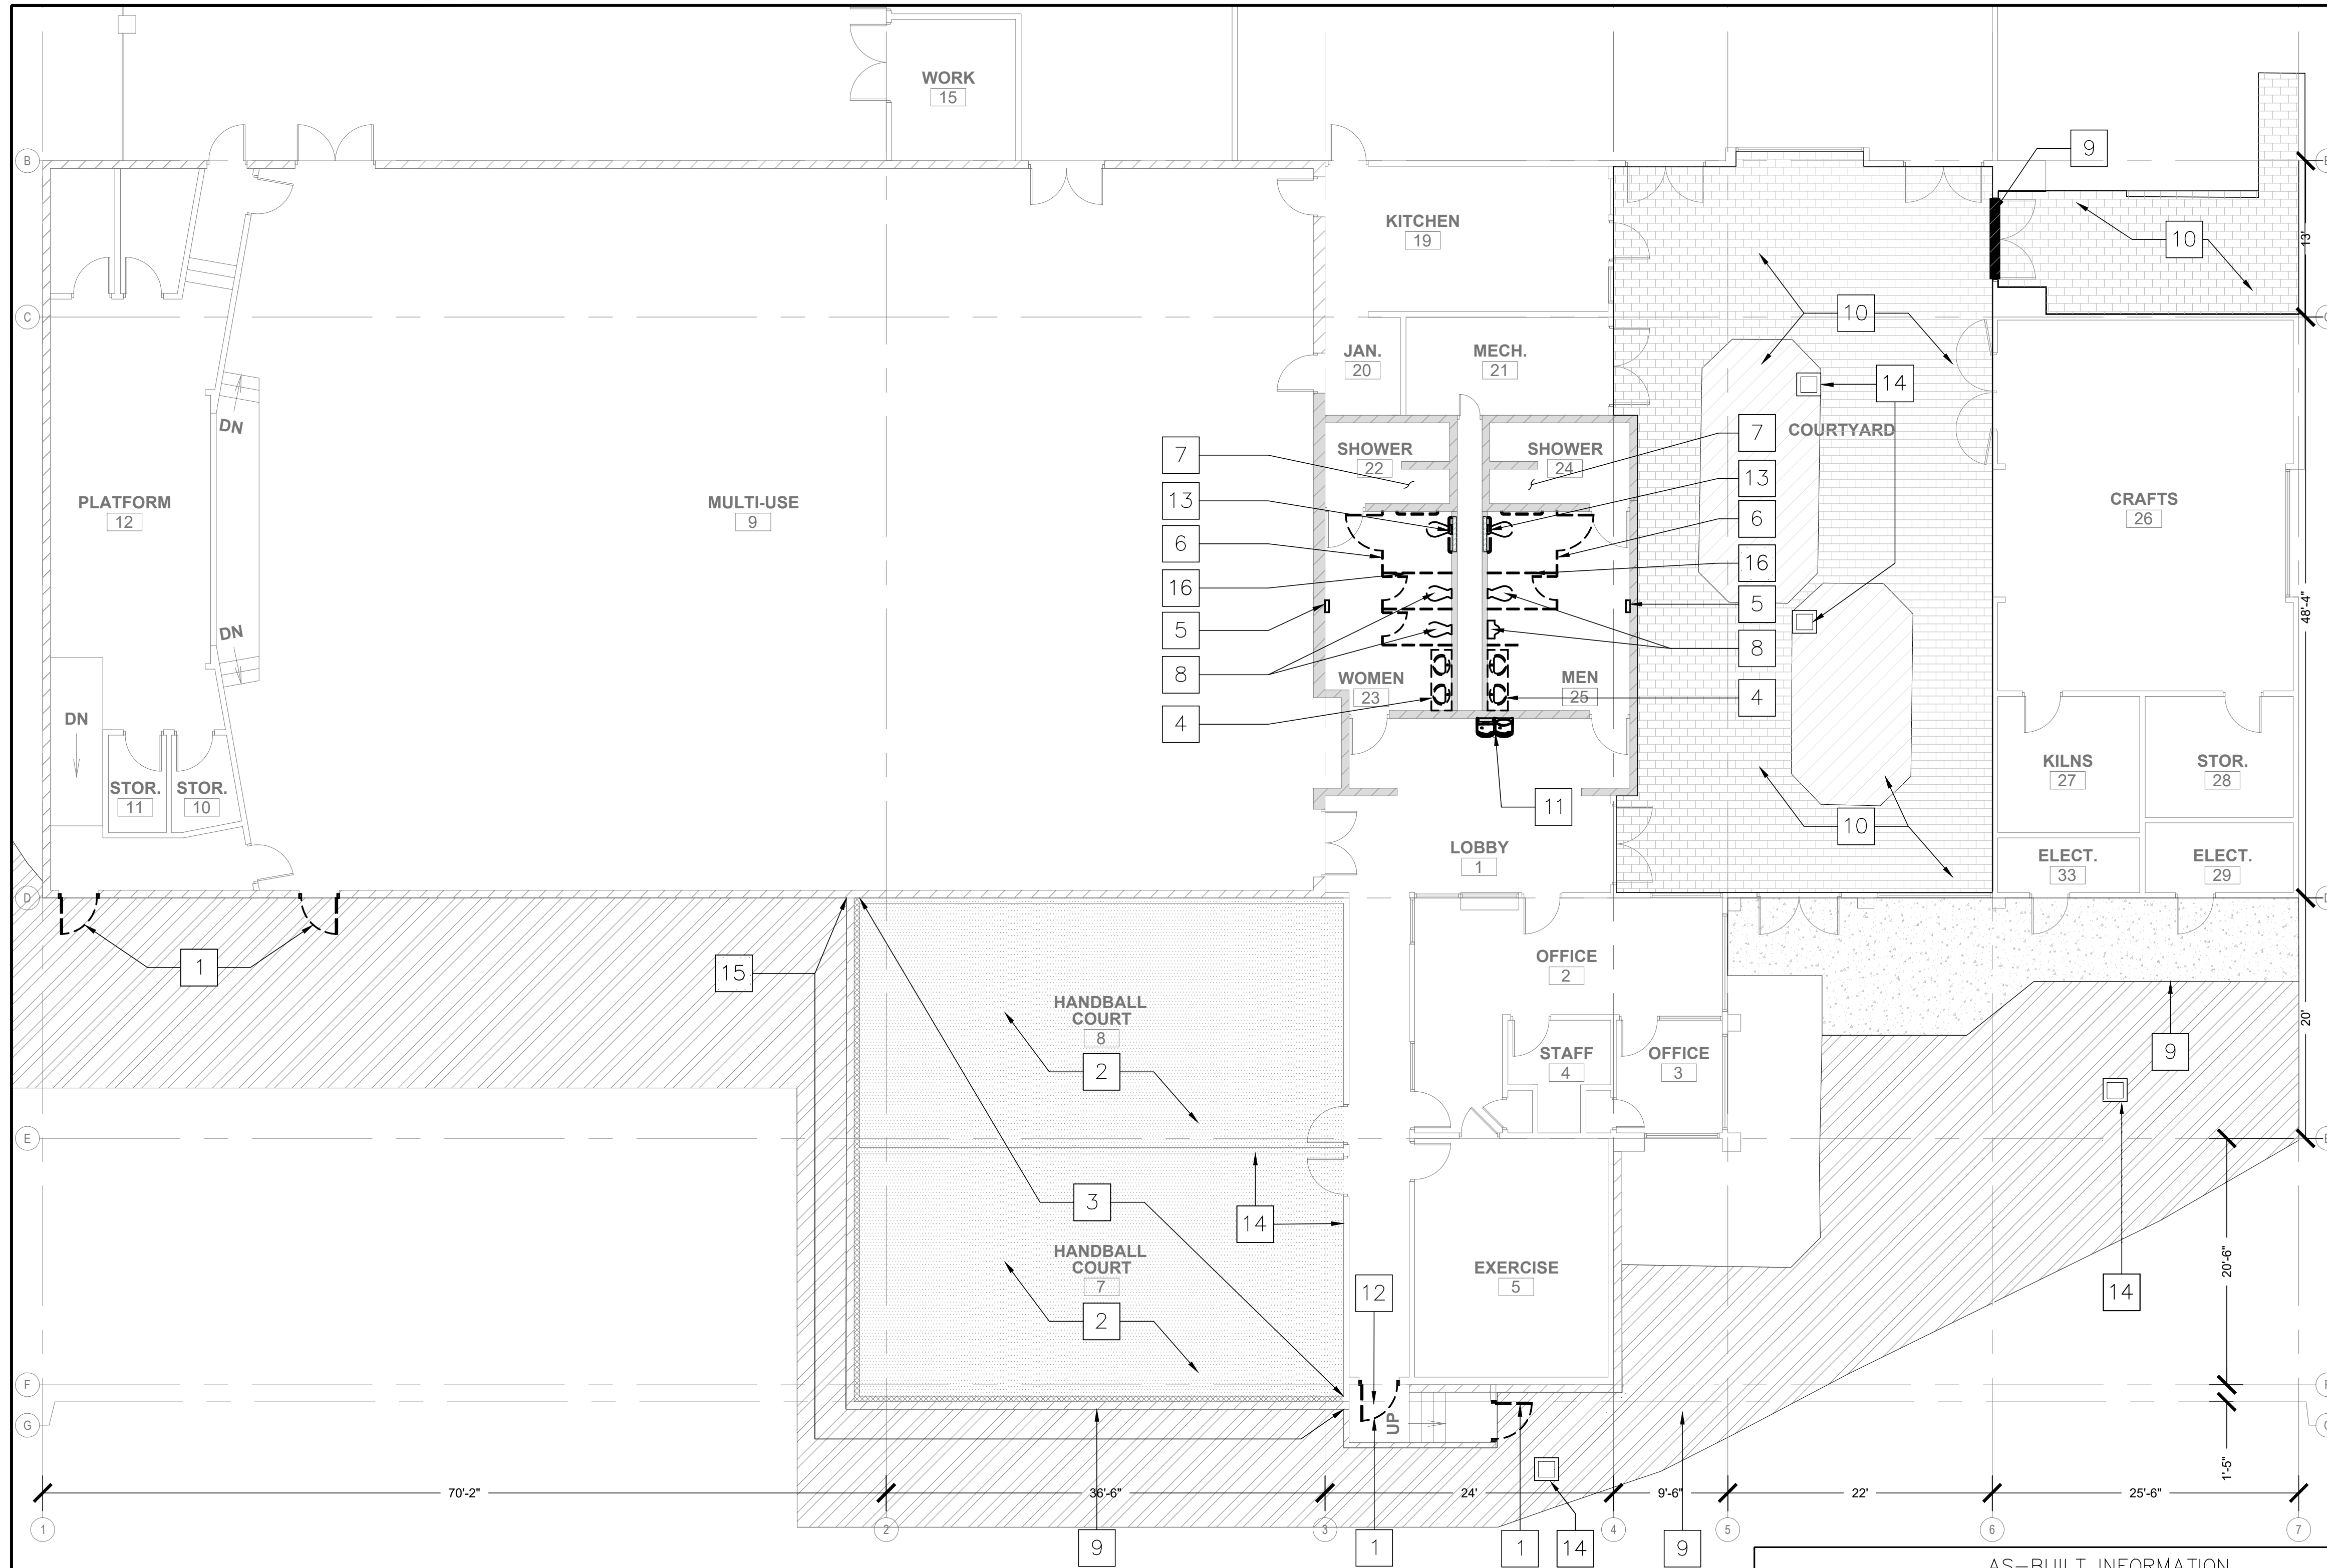 WORK
15
B
9
B
KITCHEN
19
10
13'
C
10
C
JAN.
20
MECH.
21
14
DN
COURTYARD
7
SHOWER
22
SHOWER
24
7
13
13
PLATFORM
12
MULTI-USE
9
CRAFTS
26
6
6
16
16
5
5
48'-4"
DN
8
8
WOMEN
23
MEN
25
4
4
DN
KILNS
27
STOR.
28
STOR.
11
STOR.
10
11
10
LOBBY
1
ELECT.
33
ELECT.
29
D
D
1
15
OFFICE
2
HANDBALL
COURT
8
20'
2
STAFF
4
OFFICE
3
9
14
E
E
3
14
HANDBALL
COURT
7
EXERCISE
5
20'-6"
12
14
2
F
F
G
UP
G
1'-5"
70'-2"
36'-6"
24'
9'-6"
22'
25'-6"
1
2
3
4
5
6
7
9
1
1
14
9
AS-BUILT INFORMATION